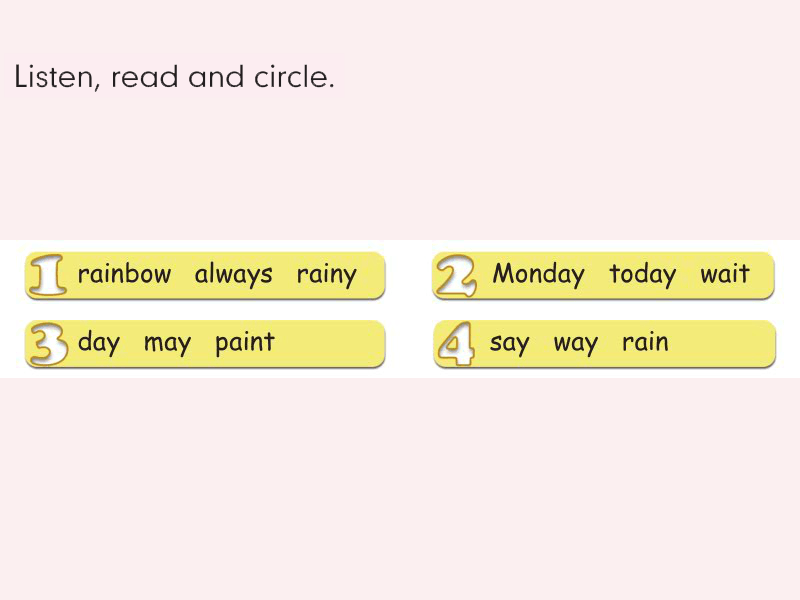 Listen, read and circle.
1 rainbow always rainy
2 Monday today wait
3 day may paint
4 say way rain